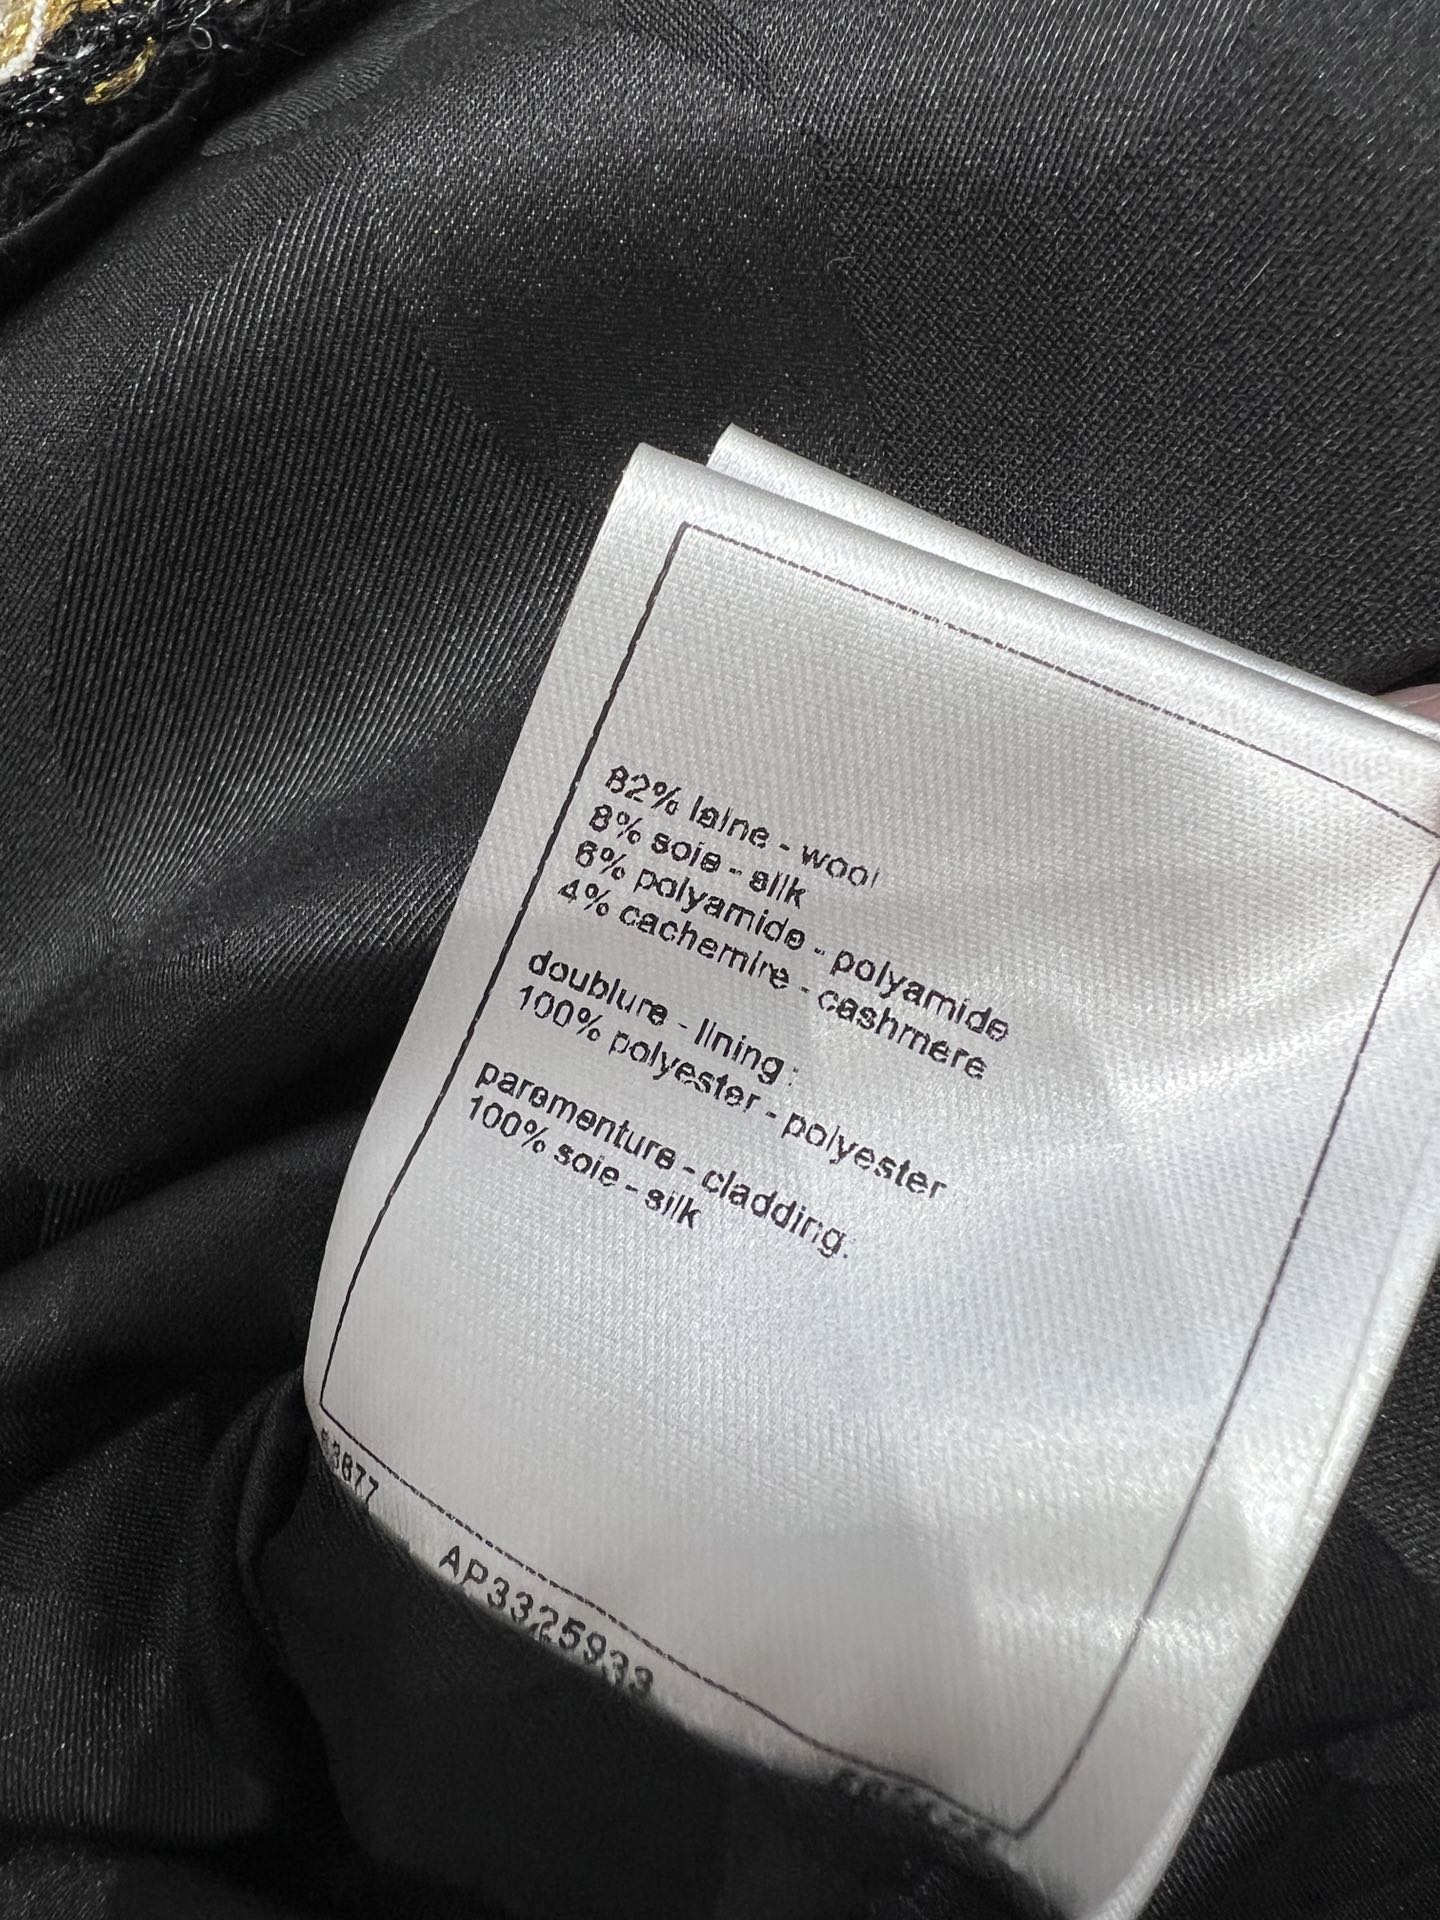 82% laine - wool
8% soie - silk
6% polyamide - polyamide
4% cachemire - cashmere
doublure - lining :
100% polyester - polyester
parementure - cladding:
100% soie - silk
AP3325933